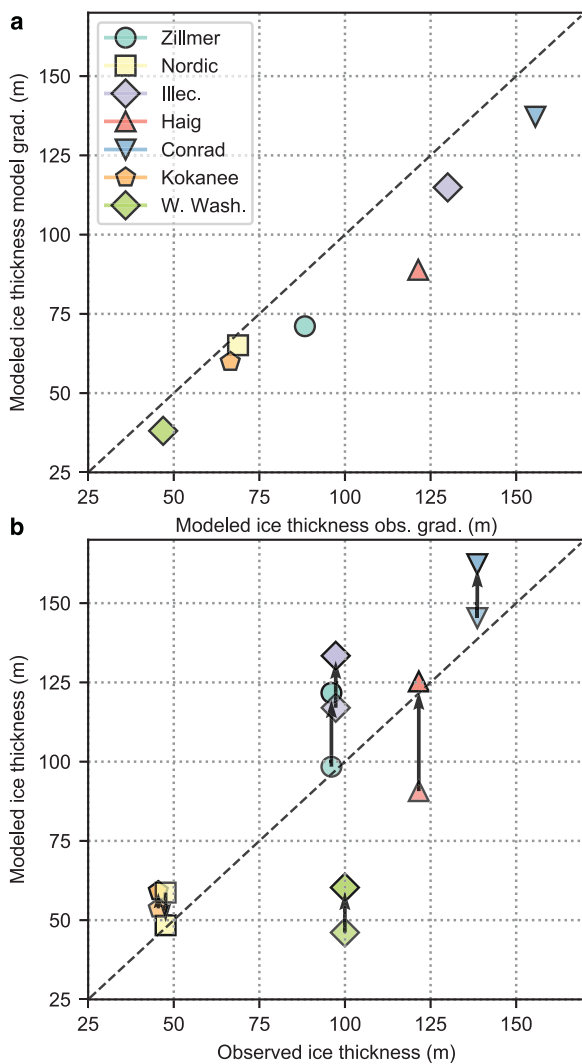 a
Zillmer
Nordic
Illec.
Haig
Conrad
Kokanee
W. Wash.
Modeled ice thickness model grad. (m)
150
125
100
75
50
25
25 50 75 100 125 150
Modeled ice thickness obs. grad. (m)
b
Modeled ice thickness (m)
150
125
100
75
50
25
25 50 75 100 125 150
Observed ice thickness (m)